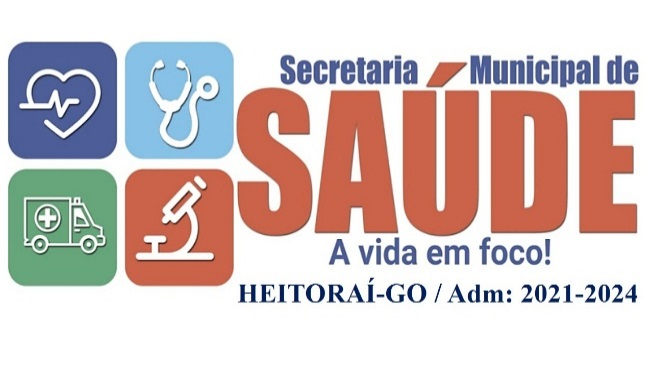 Secretaria Municipal de
SAÚDE
A vida em foco!
HEITORAÍ-GO / Adm: 2021-2024